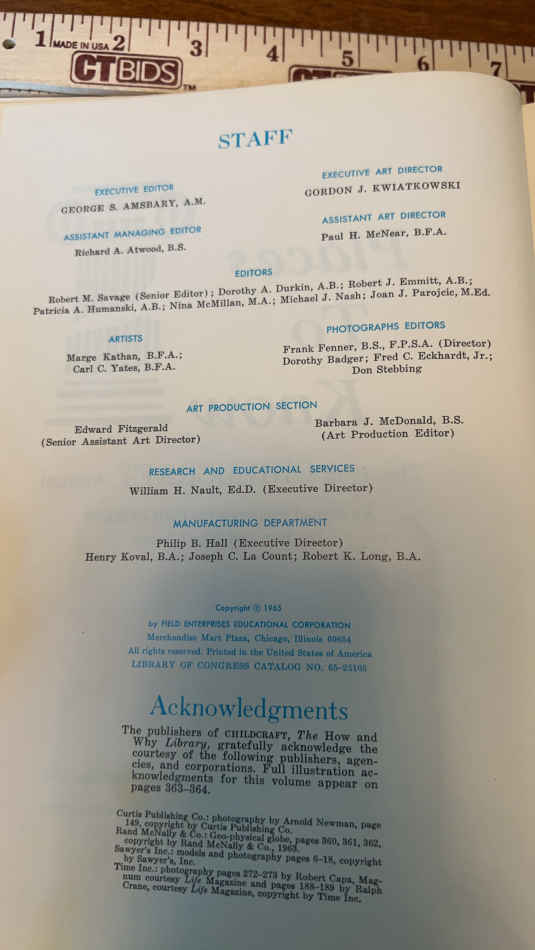 1 MADE IN USA 2 3 4 5 6 7
CTBIDS
TM
STAFF
EXECUTIVE EDITOR
GEORGE S. AMSBARY, A.M.
EXECUTIVE ART DIRECTOR
GORDON J. KWIATKOWSKI
ASSISTANT MANAGING EDITOR
Richard A. Atwood, B.S.
ASSISTANT ART DIRECTOR
Paul H. McNear, B.F.A.
EDITORS
Robert M. Savage (Senior Editor); Dorothy A. Durkin, A.B.; Robert J. Emmitt, A.B.;
Patricia A. Humanski, A.B.; Nina McMillan, M.A.; Michael J. Nash; Joan J. Parojcic, M.Ed.
ARTISTS
Marge Kathan, B.F.A.;
Carl C. Yates, B.F.A.
PHOTOGRAPHS EDITORS
Frank Fenner, B.S., F.P.S.A. (Director)
Dorothy Badger; Fred C. Eckhardt, Jr.;
Don Stebbing
ART PRODUCTION SECTION
Edward Fitzgerald
(Senior Assistant Art Director)
Barbara J. McDonald, B.S.
(Art Production Editor)
RESEARCH AND EDUCATIONAL SERVICES
William H. Nault, Ed.D. (Executive Director)
MANUFACTURING DEPARTMENT
Philip B. Hall (Executive Director)
Henry Koval, B.A.; Joseph C. La Count; Robert K. Long, B.A.
Copyright © 1965
by FIELD ENTERPRISES EDUCATIONAL CORPORATION
Merchandise Mart Plaza, Chicago, Illinois 60654
All rights reserved. Printed in the United States of America
LIBRARY OF CONGRESS CATALOG NO. 65-25105
Acknowledgments
The publishers of CHILDCRAFT, The How and
Why Library, gratefully acknowledge the
courtesy of the following publishers, agen-
cies, and corporations. Full illustration ac-
knowledgments for this volume appear on
pages 363–364.
Curtis Publishing Co.: photography by Arnold Newman, page
149, copyright by Curtis Publishing Co.
Rand McNally & Co.: Geo-physical globe, pages 360, 361, 362,
copyright by Rand McNally & Co., 1963.
Sawyer's Inc.: models and photography pages 6–18, copyright
by Sawyer's, Inc.
Time Inc.: photography pages 272–273 by Robert Capa, Mag-
num courtesy Life Magazine and pages 188–189 by Ralph
Crane, courtesy Life Magazine, copyright by Time Inc.